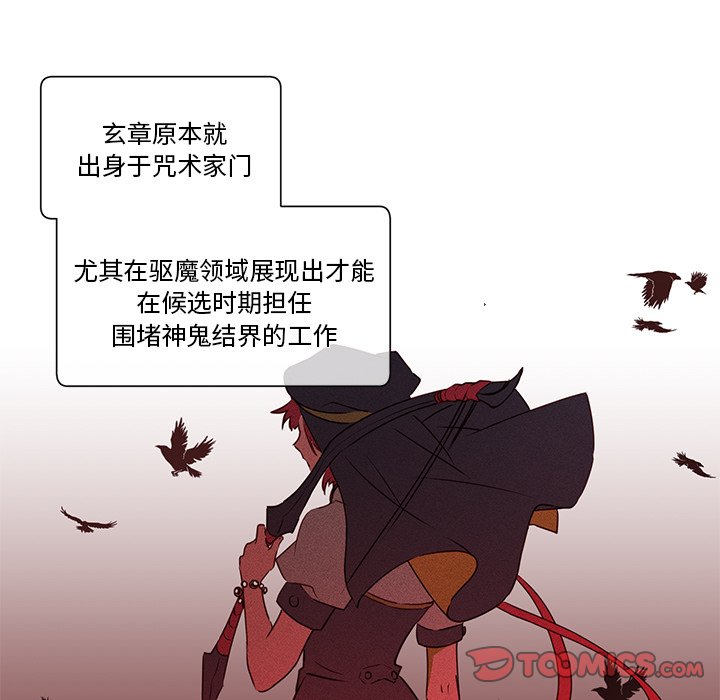 玄章原本就
出身于咒术家门
尤其在驱魔领域展现出才能
在候选时期担任
围堵神鬼结界的工作
TOOMICS.COM